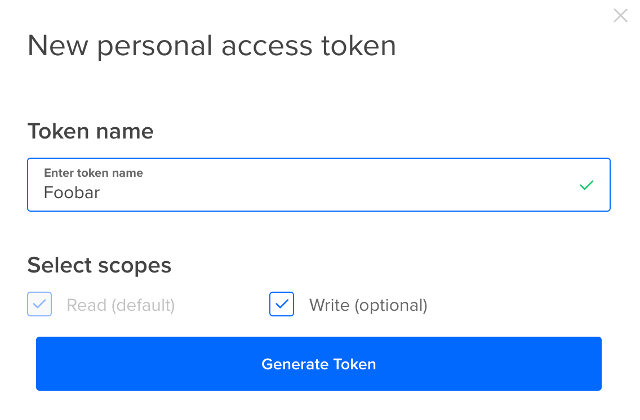 New personal access token
Token name
Enter token name
Foobar
Select scopes
Read (default) Write (optional)
Generate Token